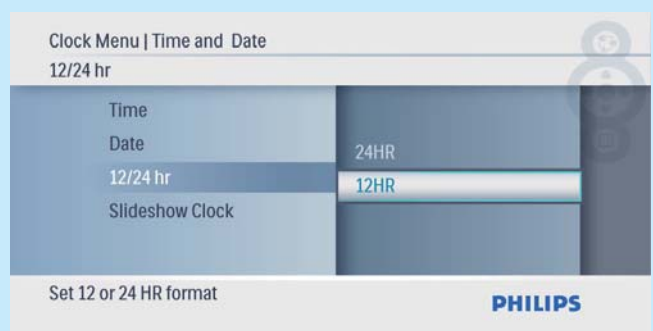 Clock Menu | Time and Date
12/24 hr
Time
Date
12/24 hr
Slideshow Clock
24HR
12HR
Set 12 or 24 HR format
PHILIPS